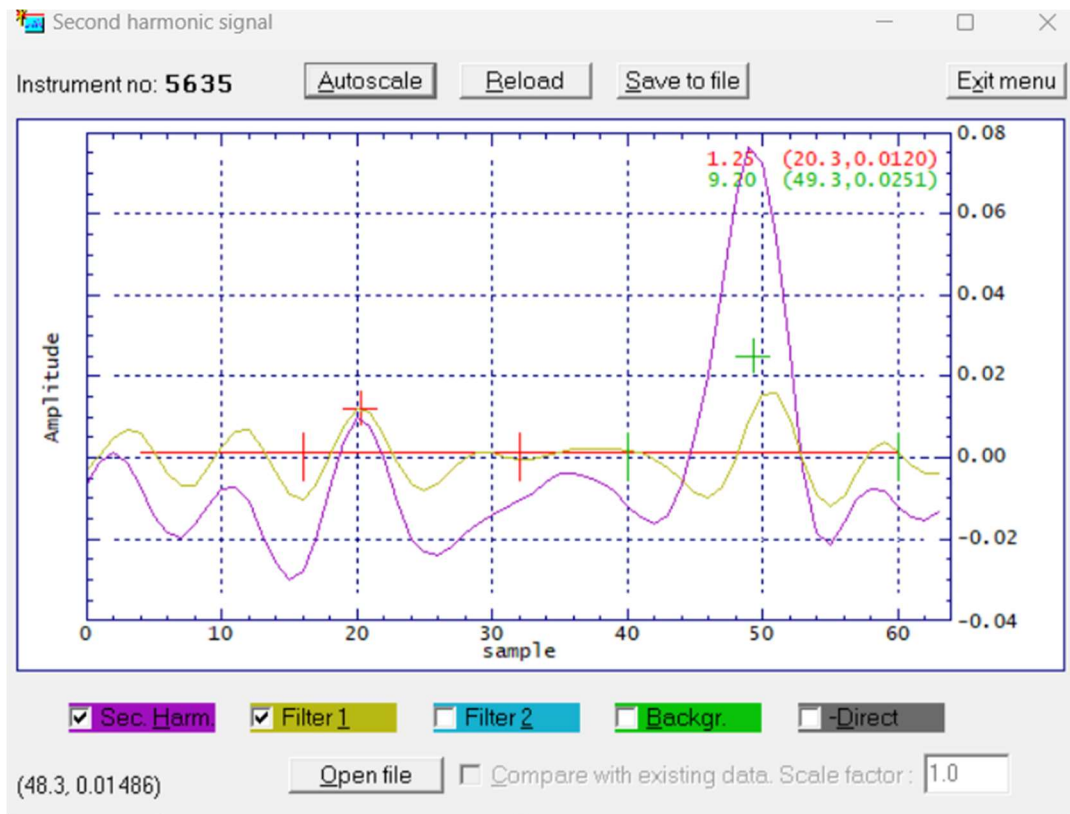 Second harmonic signal
Instrument no: 5635 Autoscale Reload Save to file Exit menu
0.08
1.25 (20.3,0.0120)
9.20 (49.3,0.0251)
0.06
0.04
0.02
0.00
-0.02
-0.04
Amplitude
0 10 20 30 40 50 60
sample
Sec. Harm. Filter 1 Filter 2 Backgr. -Direct
(48.3, 0.01486) Open file Compare with existing data. Scale factor : 1.0